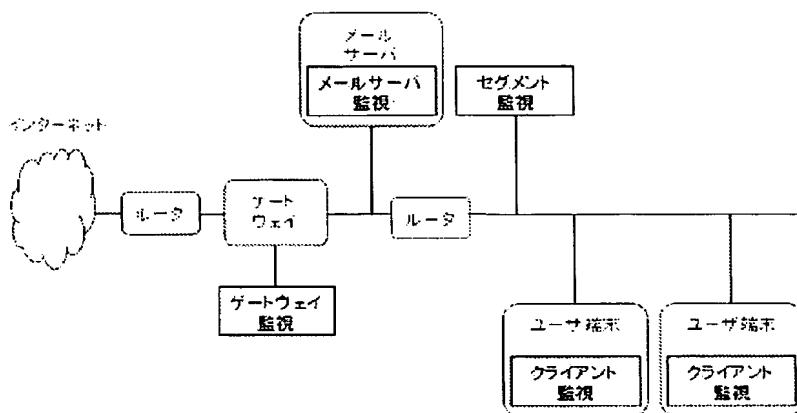 メール
サーバ
メールサーバ
監視
セグメント
監視
インターネット
ルータ
ゲート
ウェイ
ルータ
ゲートウェイ
監視
ユーザ端末
クライアント
監視
ユーザ端末
クライアント
監視